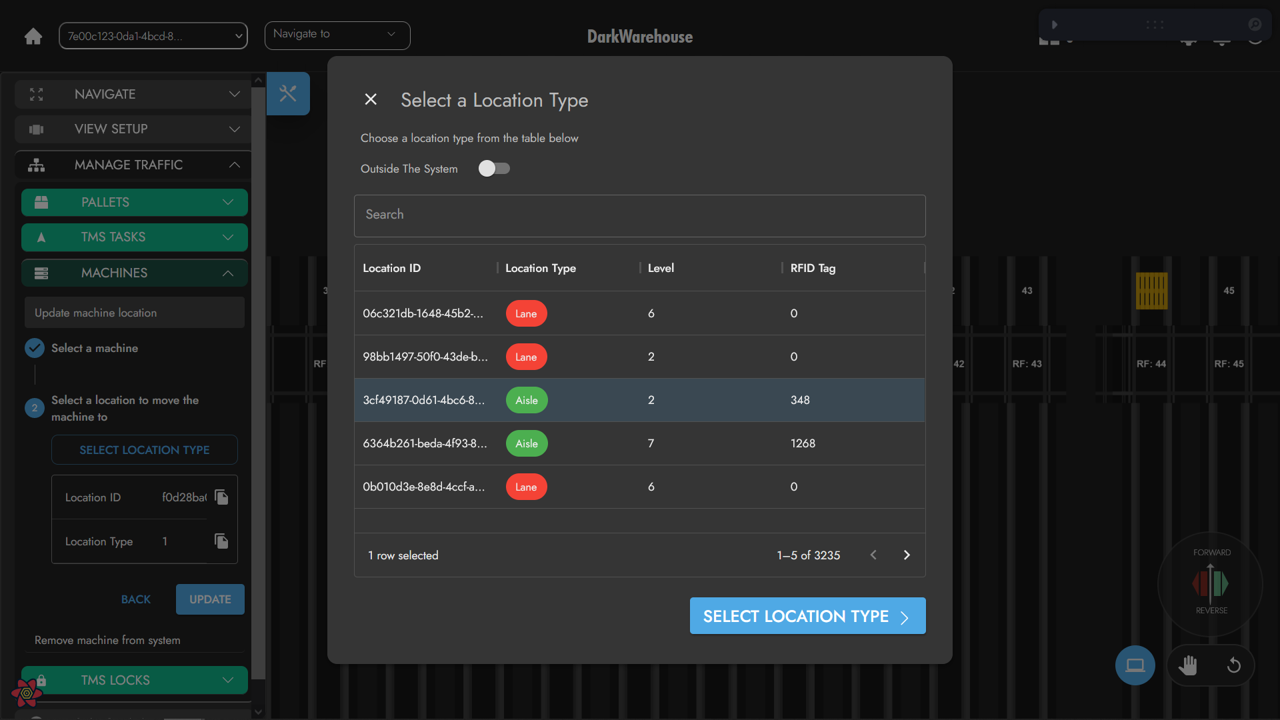 7e00c123-0da1-4bcd-8...
Navigate to
DarkWarehouse
NAVIGATE
VIEW SETUP
MANAGE TRAFFIC
PALLETS
TMS TASKS
MACHINES
Update machine location
Select a machine
2
Select a location to move the
machine to
SELECT LOCATION TYPE
Location ID
Location Type 1
BACK UPDATE
Remove machine from system
TMS LOCKS
Select a Location Type
Choose a location type from the table below
Outside The System
Search
Location ID Location Type Level RFID Tag
06c321db-1648-45b2-... Lane 6 0
98bb1497-50f0-43de-b... Lane 2 0
3cf49187-0d61-4bc6-8... Aisle 2 348
6364b261-beda-4f93-8... Aisle 7 1268
0b010d3e-8e8d-4ccf-a... Lane 6 0
1 row selected 1–5 of 3235
SELECT LOCATION TYPE
43 45
RF
42 RF: 43 RF: 44 RF: 45
FORWARD
REVERSE